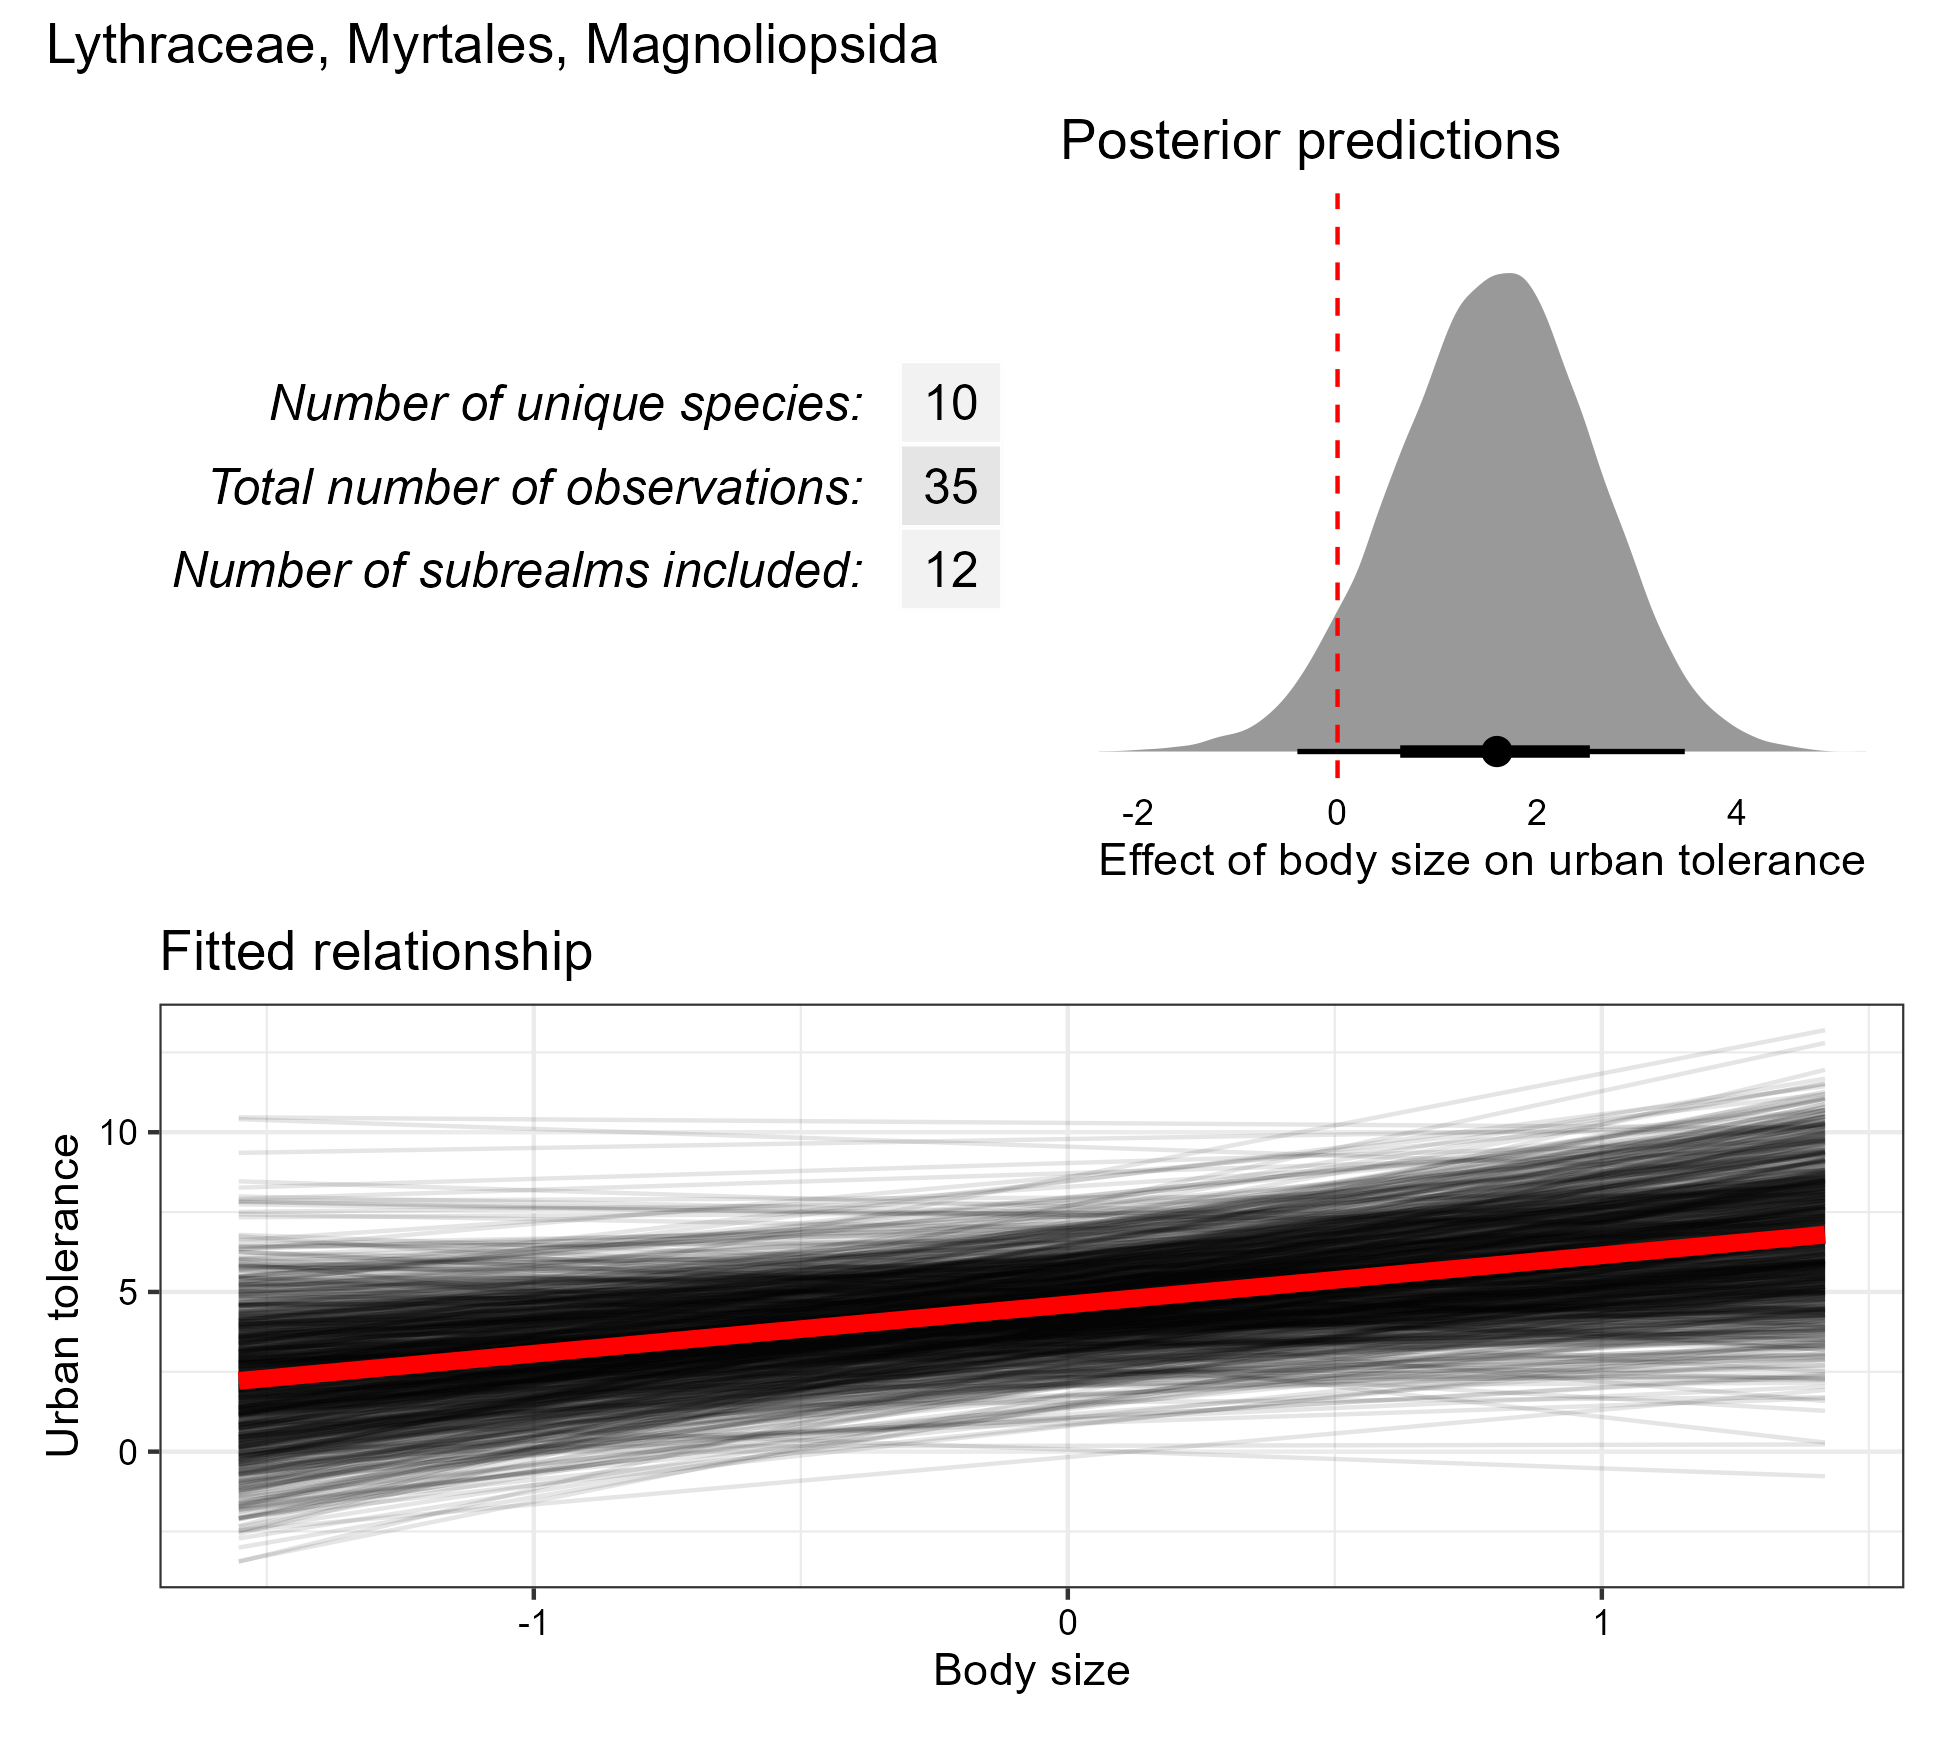 Lythraceae, Myrtales, Magnoliopsida
Posterior predictions
Number of unique species: 10
Total number of observations: 35
Number of subrealms included: 12
-2 0 2 4
Effect of body size on urban tolerance
Fitted relationship
Urban tolerance
10
5
0
-1 0 1
Body size